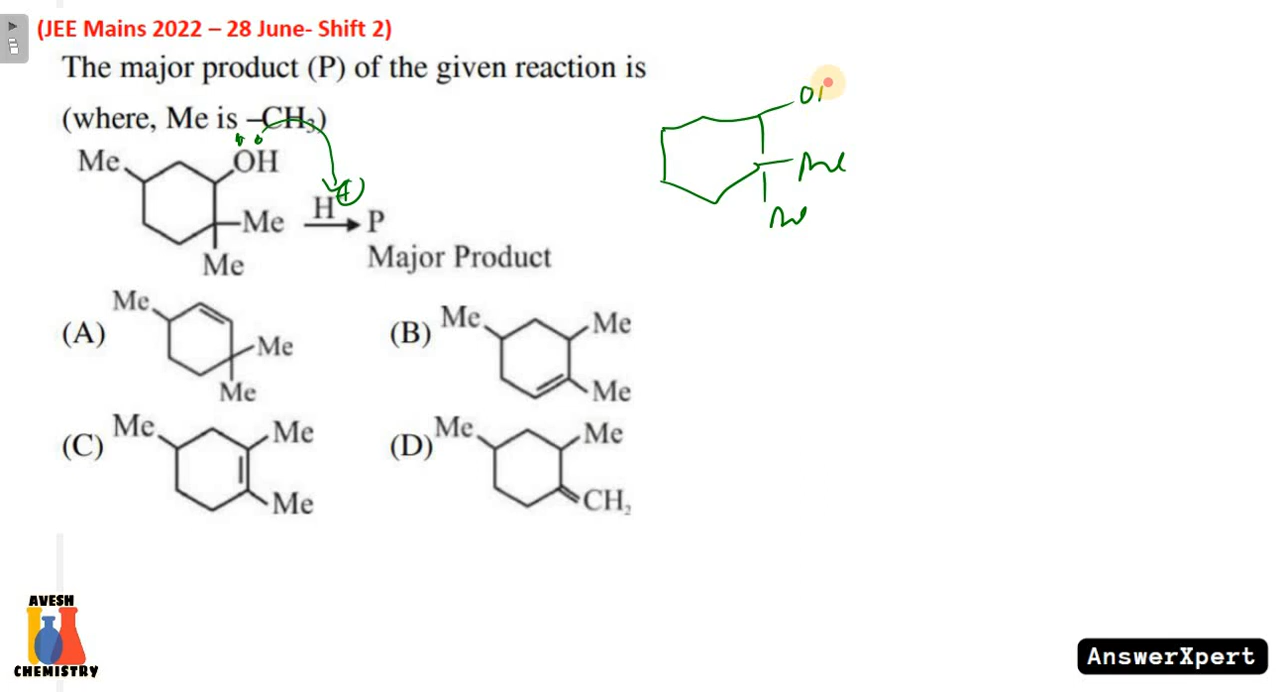 (JEE Mains 2022 – 28 June- Shift 2)
The major product (P) of the given reaction is
(where, Me is –CH₃)
Me
OH
Me
Me
H⁺
P
Major Product
OH
Me
Me
(A)
Me
Me
Me
(B)
Me
Me
Me
(C)
Me
Me
Me
(D)
Me
Me
CH₂
AVESH
CHEMISTRY
AnswerXpert